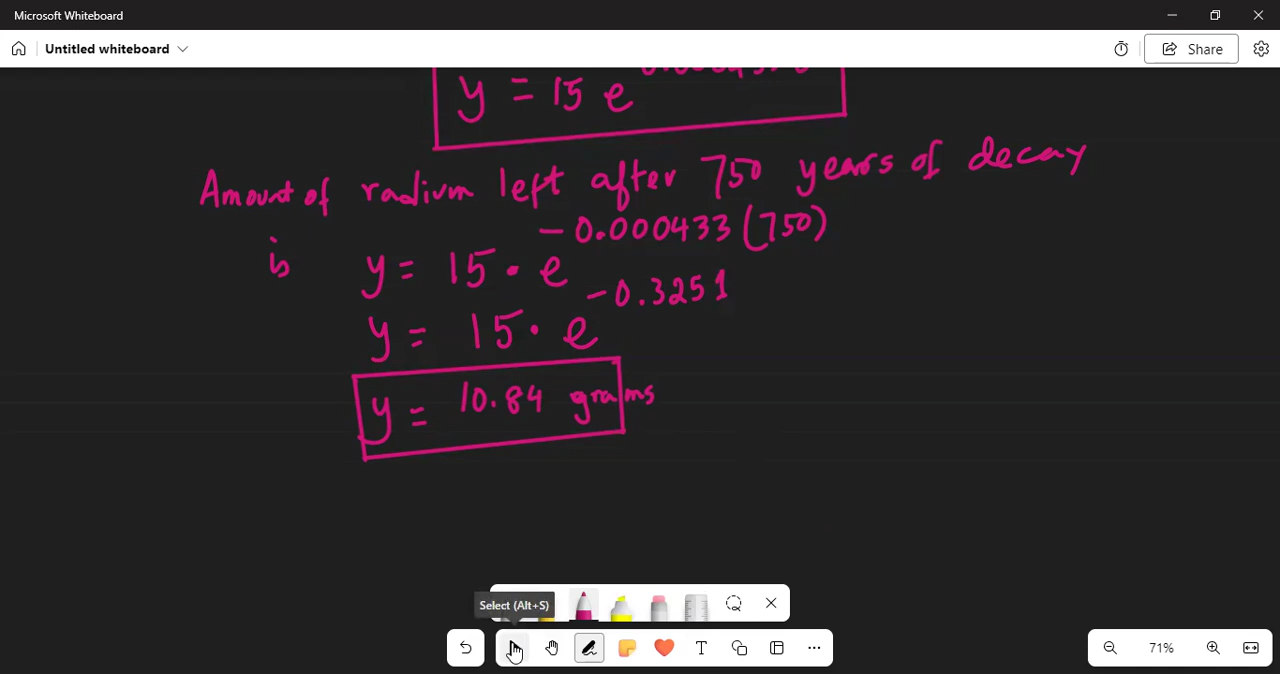 Microsoft Whiteboard
Untitled whiteboard
Share
y = 15 e
Amount of radium left after 750 years of decay
is y = 15 · e^-0.000433(750)
y = 15 · e^-0.3251
y = 10.84 grams
Select (Alt+S)
71%